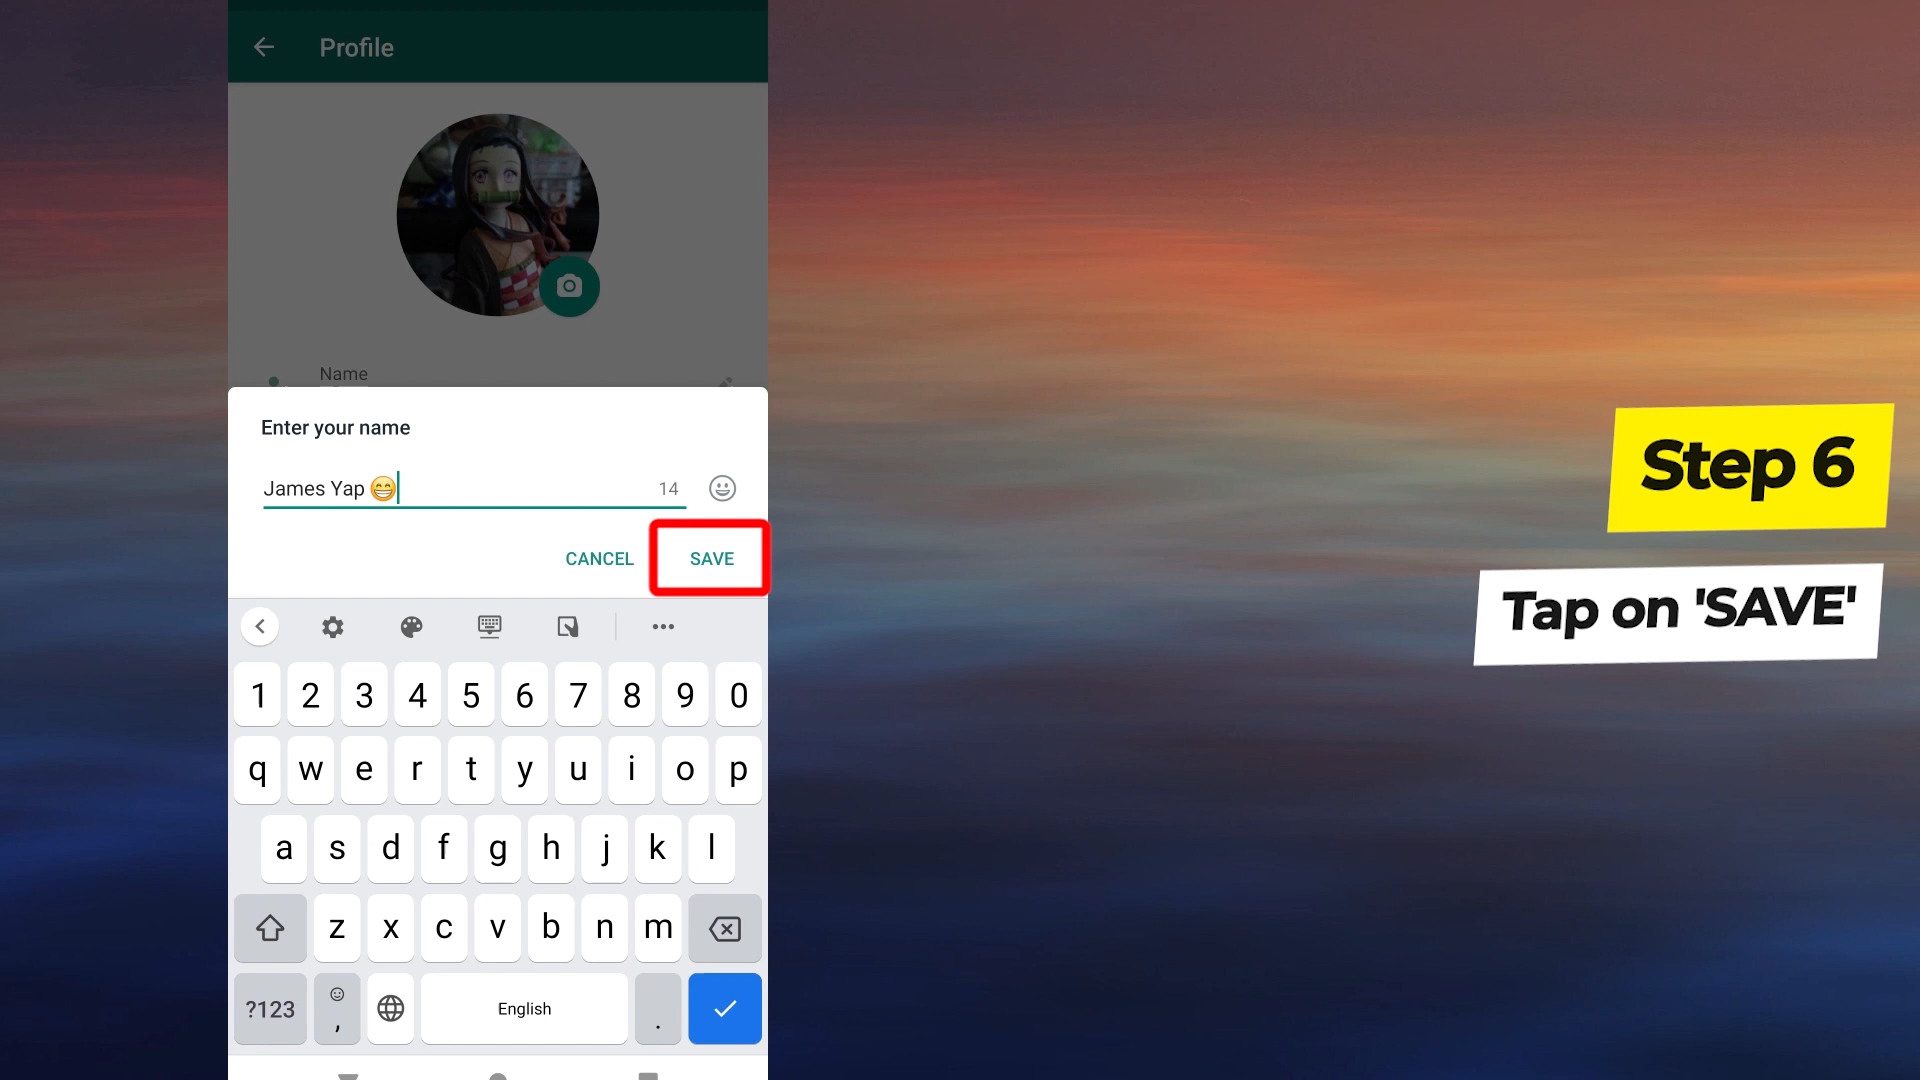 Profile
Name
Enter your name
James Yap 😁 14
CANCEL SAVE
1 2 3 4 5 6 7 8 9 0
q w e r t y u i o p
a s d f g h j k l
z x c v b n m
?123 , English .
Step 6
Tap on 'SAVE'